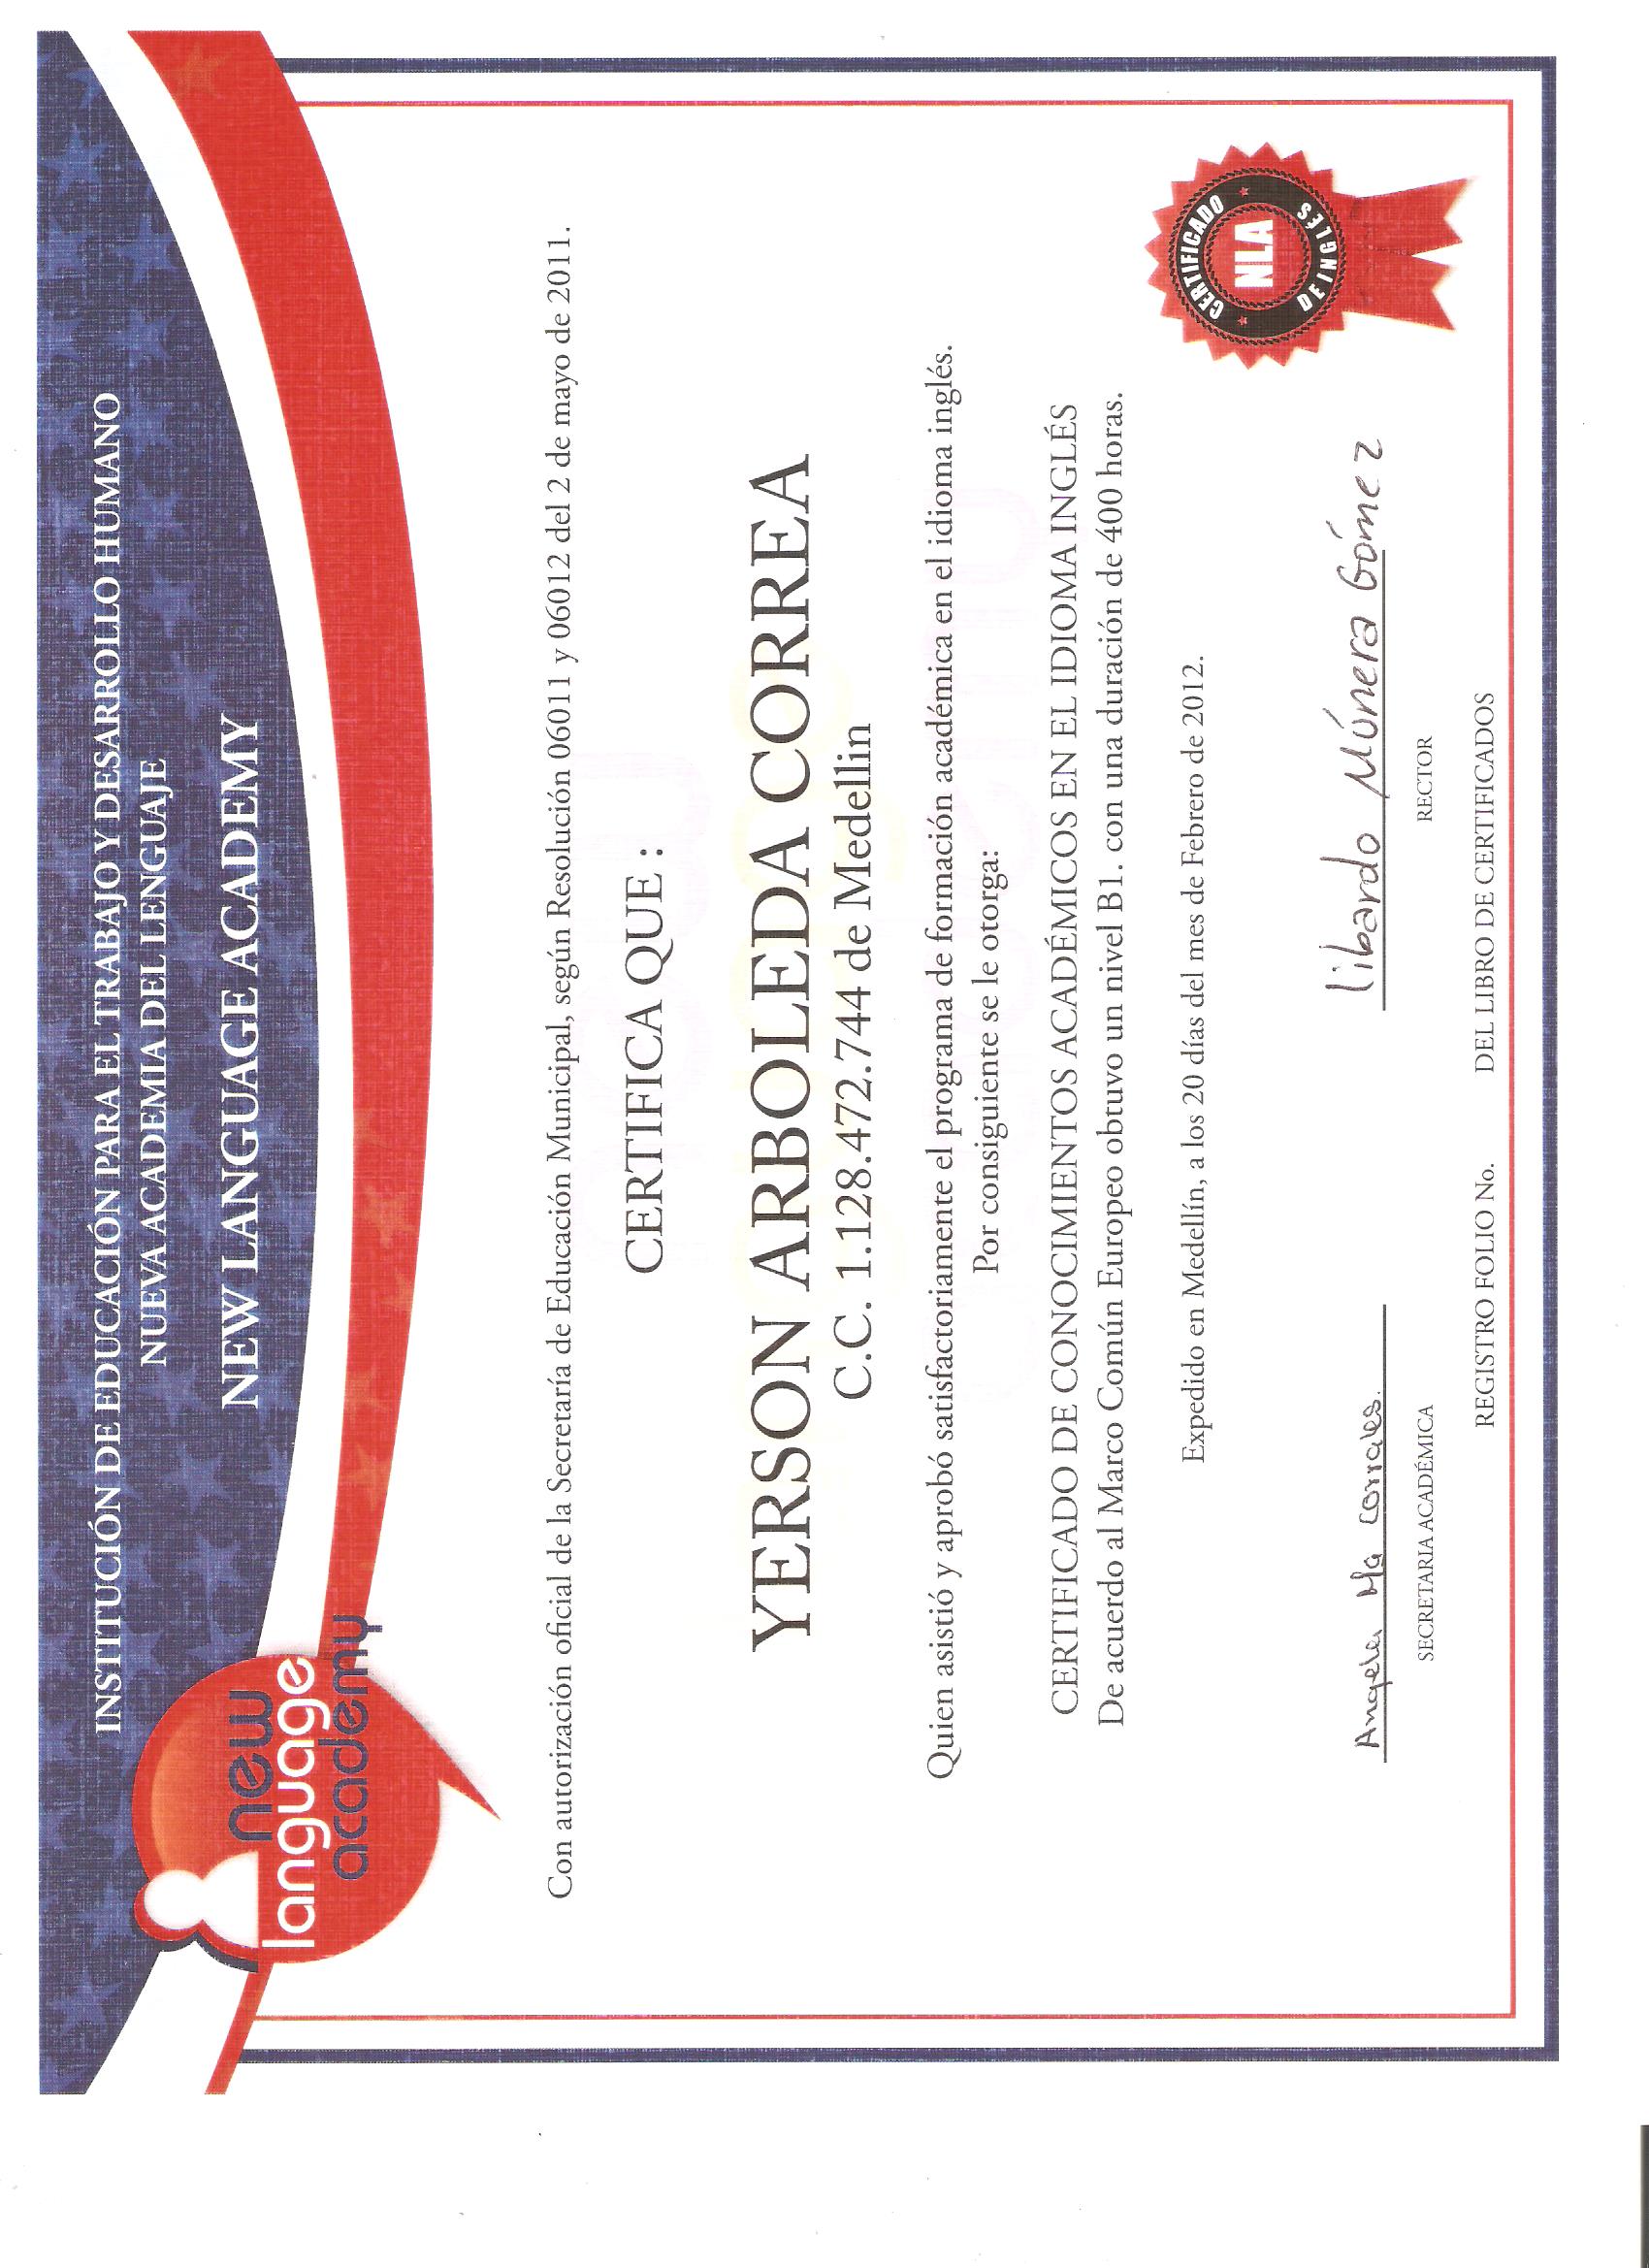 INSTITUCIÓN DE EDUCACIÓN PARA EL TRABAJO Y DESARROLLO HUMANO
NUEVA ACADEMIA DEL LENGUAJE
NEW LANGUAGE ACADEMY
new
language
academy
Con autorización oficial de la Secretaría de Educación Municipal, según Resolución 06011 y 06012 del 2 de mayo de 2011.
CERTIFICA QUE :
YERSON ARBOLEDA CORREA
C.C. 1.128.472.744 de Medellin
Quien asistió y aprobó satisfactoriamente el programa de formación académica en el idioma inglés.
Por consiguiente se le otorga:
CERTIFICADO DE CONOCIMIENTOS ACADÉMICOS EN EL IDIOMA INGLÉS
De acuerdo al Marco Común Europeo obtuvo un nivel B1. con una duración de 400 horas.
Expedido en Medellín, a los 20 días del mes de Febrero de 2012.
Angela Ma Corrales.
SECRETARIA ACADÉMICA
Libardo Múnera Gómez
RECTOR
CERTIFICADO
NLA
DE INGLÉS
REGISTRO FOLIO No. DEL LIBRO DE CERTIFICADOS